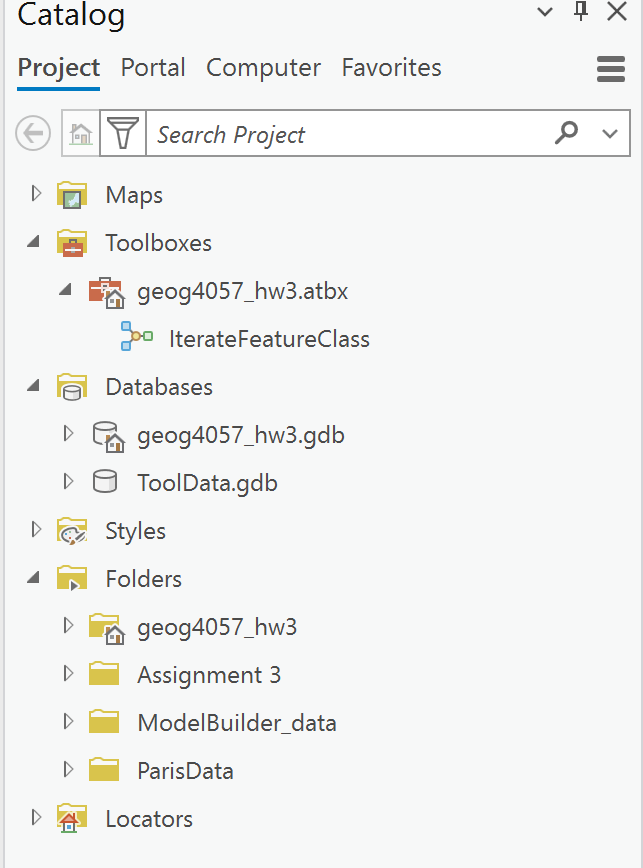 Catalog
Project Portal Computer Favorites
Search Project
Maps
Toolboxes
geog4057_hw3.atbx
IterateFeatureClass
Databases
geog4057_hw3.gdb
ToolData.gdb
Styles
Folders
geog4057_hw3
Assignment 3
ModelBuilder_data
ParisData
Locators